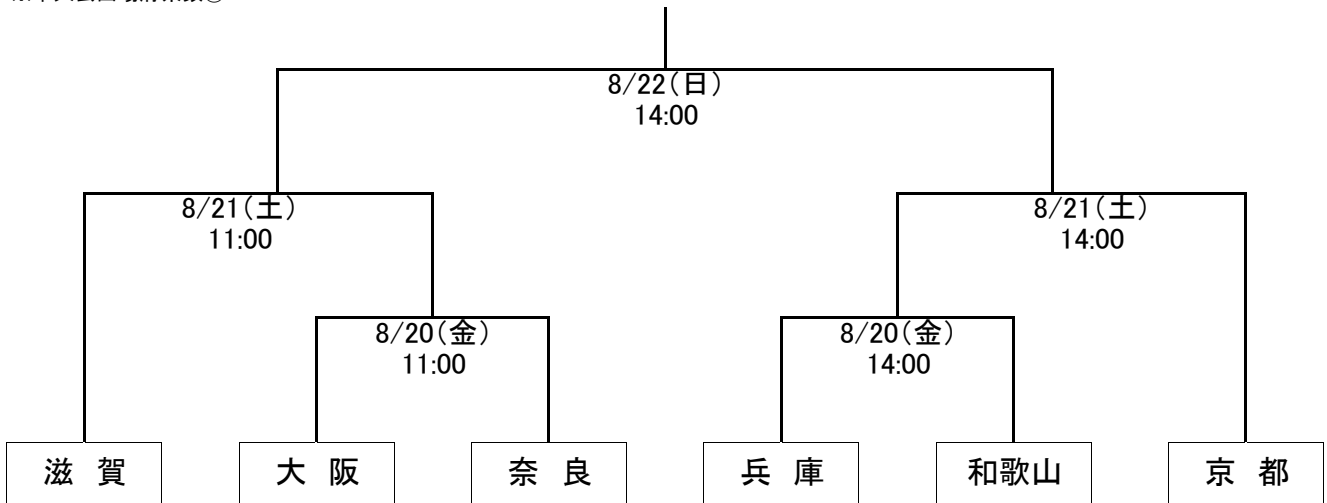 8/22(日)
14:00
8/21(土)
11:00
8/21(土)
14:00
8/20(金)
11:00
8/20(金)
14:00
滋 賀
大 阪
奈 良
兵 庫
和歌山
京 都